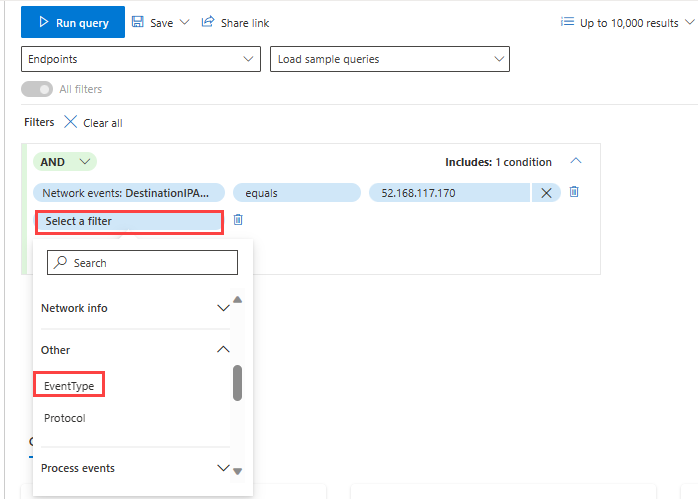 Run query Save Share link Up to 10,000 results
Endpoints Load sample queries
All filters
Filters Clear all
AND Includes: 1 condition
Network events: DestinationIPA... equals 52.168.117.170
Select a filter
Search
Network info
Other
EventType
Protocol
Process events